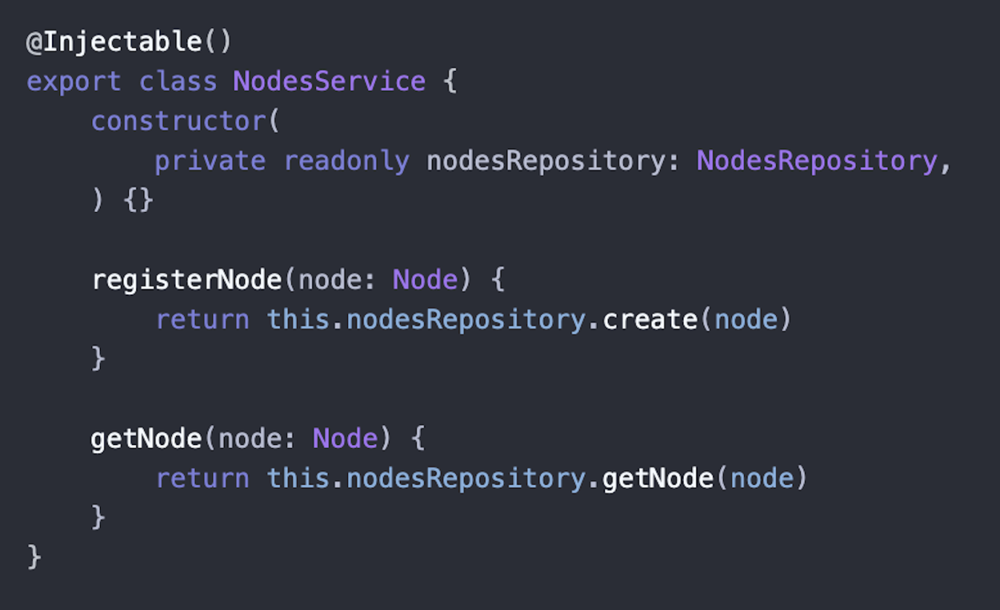 @Injectable()
export class NodesService {
    constructor(
        private readonly nodesRepository: NodesRepository,
    ) {}

    registerNode(node: Node) {
        return this.nodesRepository.create(node)
    }

    getNode(node: Node) {
        return this.nodesRepository.getNode(node)
    }
}